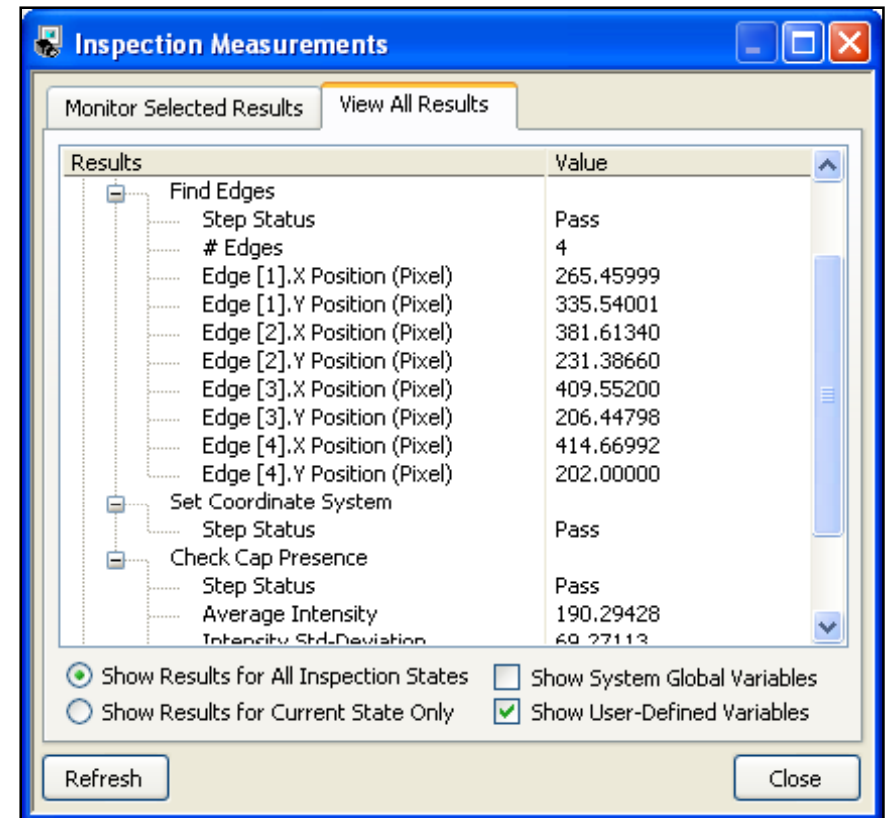 Inspection Measurements
Monitor Selected Results View All Results
Results Value
Find Edges
Step Status Pass
# Edges 4
Edge [1].X Position (Pixel) 265.45999
Edge [1].Y Position (Pixel) 335.54001
Edge [2].X Position (Pixel) 381.61340
Edge [2].Y Position (Pixel) 231.38660
Edge [3].X Position (Pixel) 409.55200
Edge [3].Y Position (Pixel) 206.44798
Edge [4].X Position (Pixel) 414.66992
Edge [4].Y Position (Pixel) 202.00000
Set Coordinate System
Step Status Pass
Check Cap Presence
Step Status Pass
Average Intensity 190.29428
Intensity Std-Deviation 69.27113
Show Results for All Inspection States Show System Global Variables
Show Results for Current State Only Show User-Defined Variables
Refresh Close